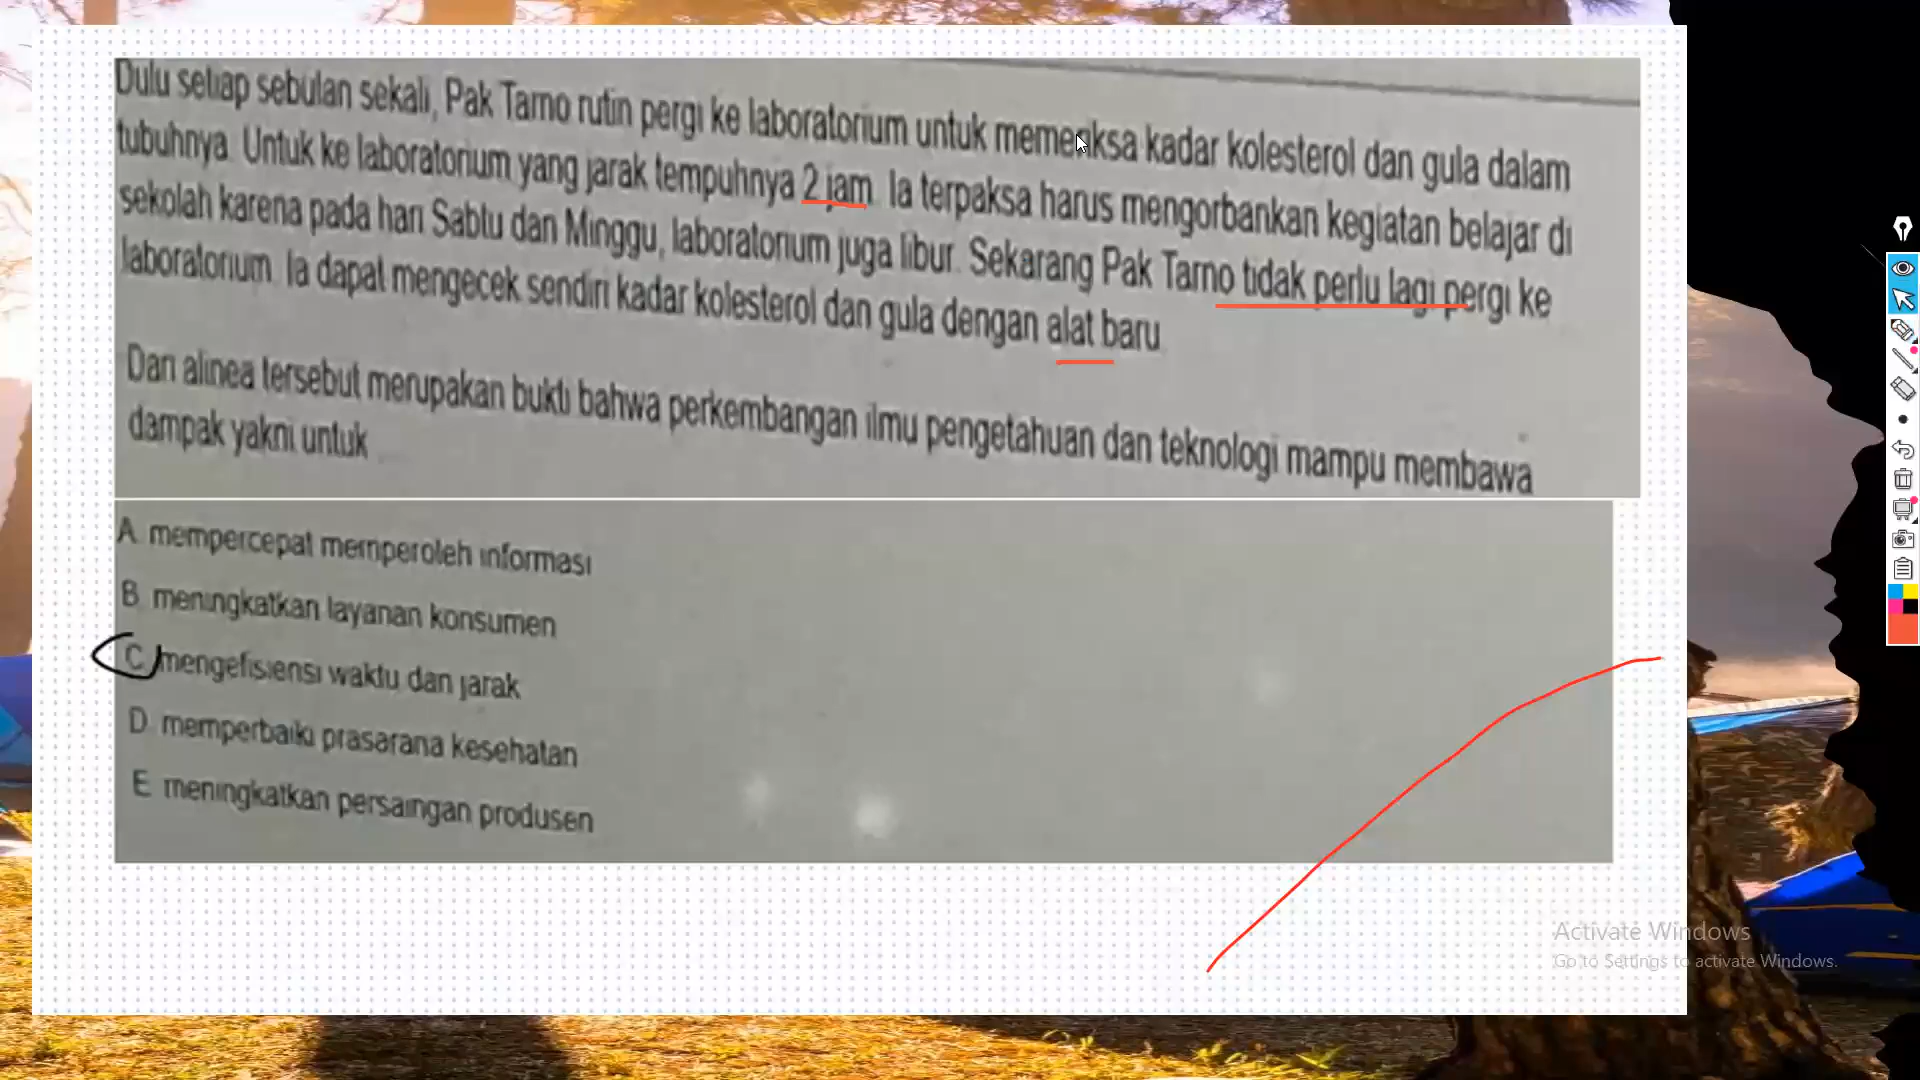 Dulu setiap sebulan sekali, Pak Tarno rutin pergi ke laboratorium untuk memeriksa kadar kolesterol dan gula dalam
tubuhnya. Untuk ke laboratorium yang jarak tempuhnya 2 jam. Ia terpaksa harus mengorbankan kegiatan belajar di
sekolah karena pada hari Sabtu dan Minggu, laboratorium juga libur. Sekarang Pak Tarno tidak perlu lagi pergi ke
laboratorium. Ia dapat mengecek sendiri kadar kolesterol dan gula dengan alat baru.
Dari alinea tersebut merupakan bukti bahwa perkembangan ilmu pengetahuan dan teknologi mampu membawa
dampak yakni untuk
A. mempercepat memperoleh informasi
B. meningkatkan layanan konsumen
C. mengefisiensi waktu dan jarak
D. memperbaiki prasarana kesehatan
E. meningkatkan persaingan produsen
Activate Windows
Go to Settings to activate Windows.